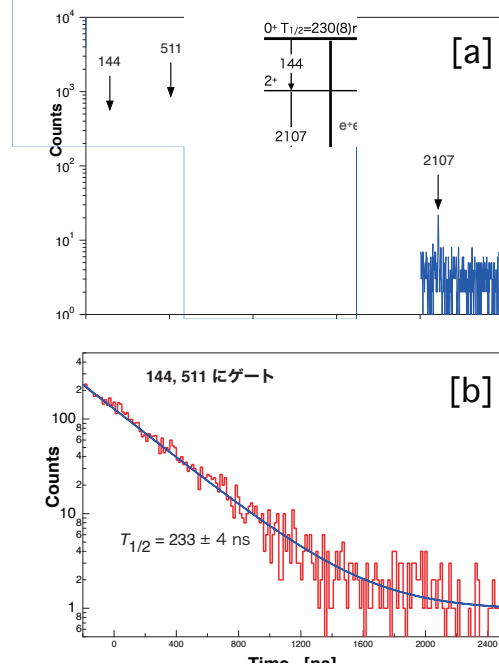 10⁴
10³
10²
10¹
10⁰
Counts
144
511
0⁺ T1/2=230(8)
144
2⁺
2107
e⁺e
2107
[a]
144, 511 にゲート
[b]
4
2
100
8
6
4
2
10
8
6
4
2
1
8
6
Counts
T1/2 = 233 ± 4 ns
0 400 800 1200 1600 2000 2400
Time [ns]